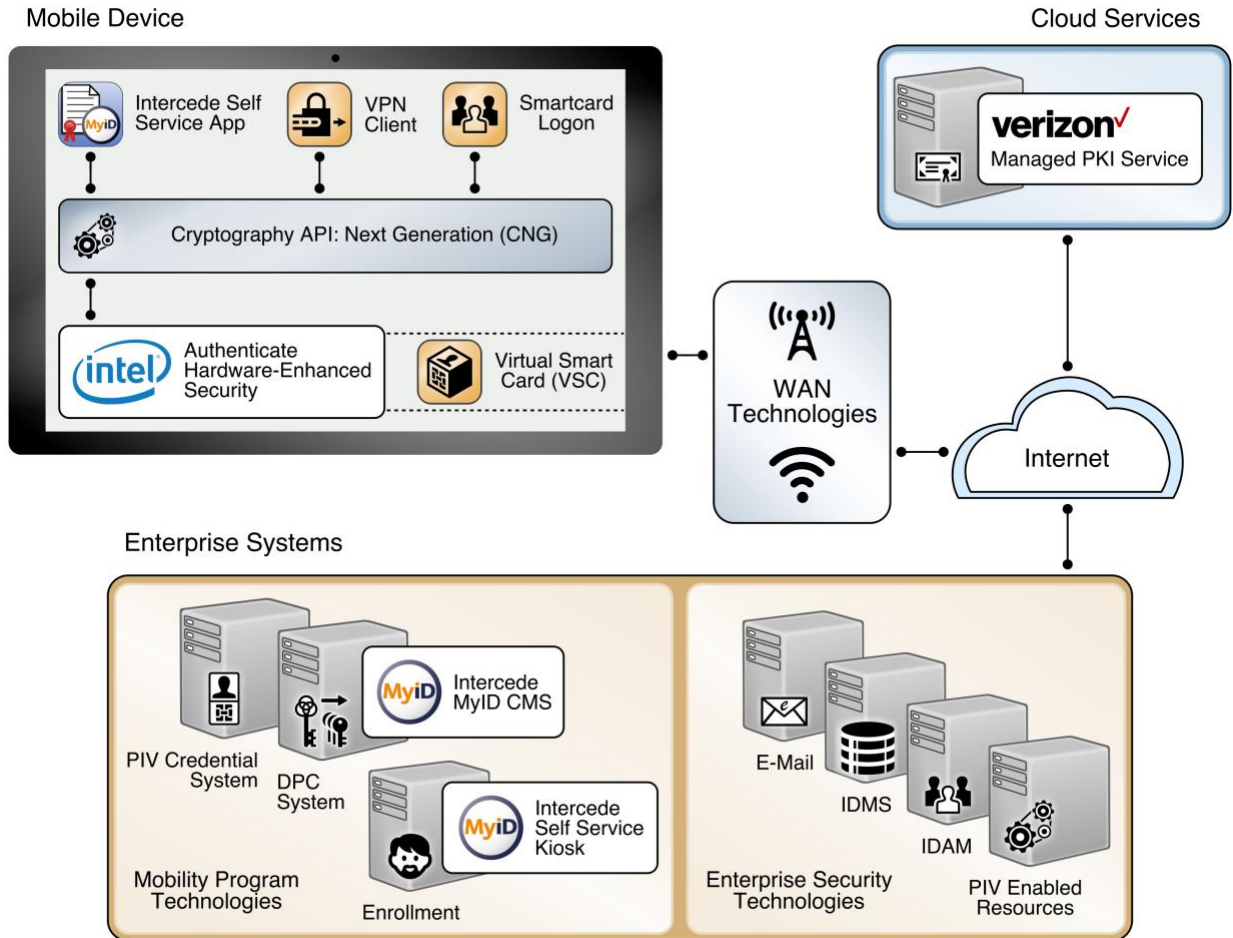 Mobile Device
Cloud Services
MyiD
Intercede Self
Service App
VPN
Client
Smartcard
Logon
verizon
Managed PKI Service
Cryptography API: Next Generation (CNG)
intel
Authenticate
Hardware-Enhanced
Security
Virtual Smart
Card (VSC)
WAN
Technologies
Internet
Enterprise Systems
MyiD
Intercede
MyID CMS
PIV Credential
System
DPC
System
MyiD
Intercede
Self Service
Kiosk
Enrollment
Mobility Program
Technologies
e
E-Mail
IDMS
IDAM
PIV Enabled
Resources
Enterprise Security
Technologies